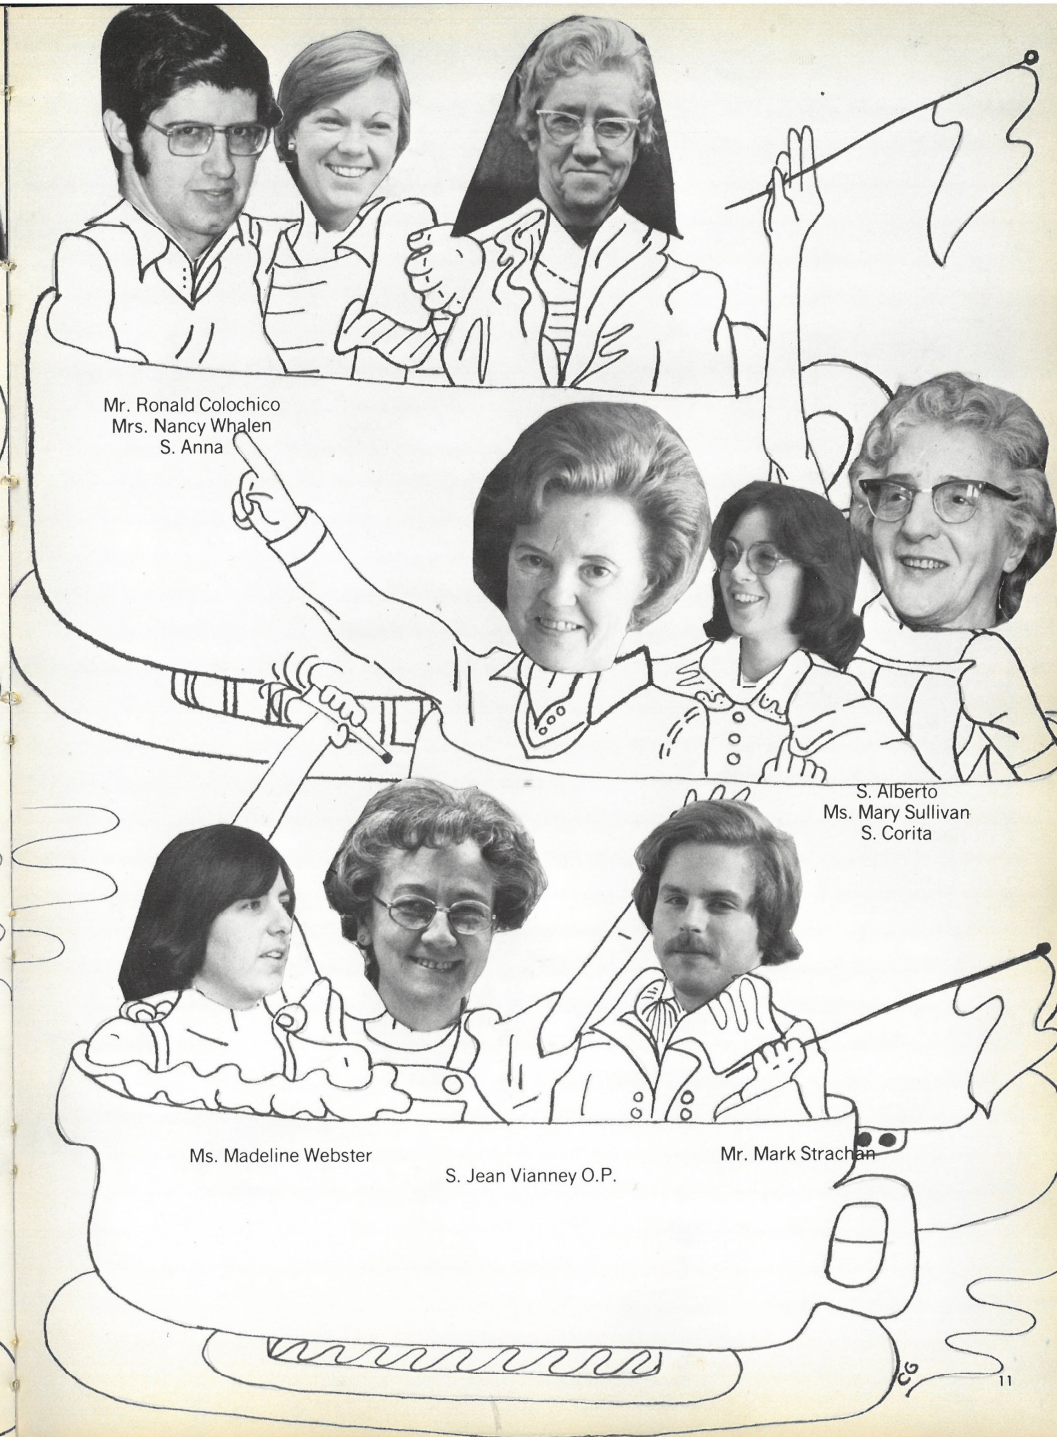 Mr. Ronald Colochico
Mrs. Nancy Whalen
S. Anna
S. Alberto
Ms. Mary Sullivan
S. Corita
Ms. Madeline Webster
S. Jean Vianney O.P.
Mr. Mark Strachan
CG
11